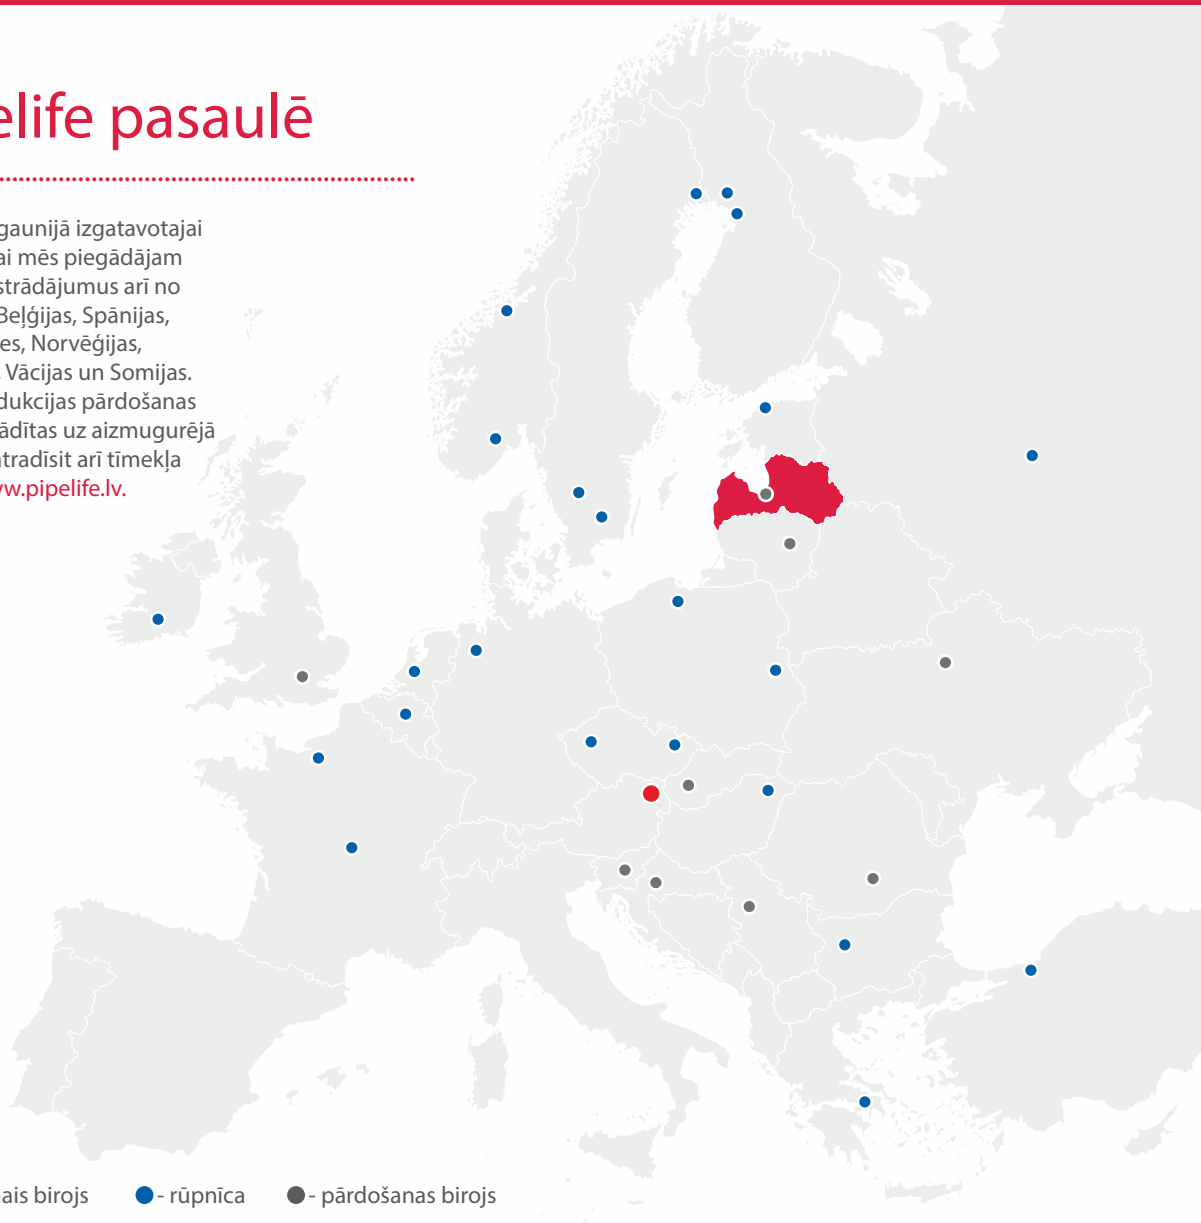 elife pasaulē
gaunijā izgatavotajai
ai mēs piegādājam
strādājumus arī no
Beļģijas, Spānijas,
es, Norvēģijas,
, Vācijas un Somijas.
dukcijas pārdošanas
ādītas uz aizmugurējā
atradīsit arī tīmekļa
ww.pipelife.lv.
ais birojs - rūpnīca - pārdošanas birojs